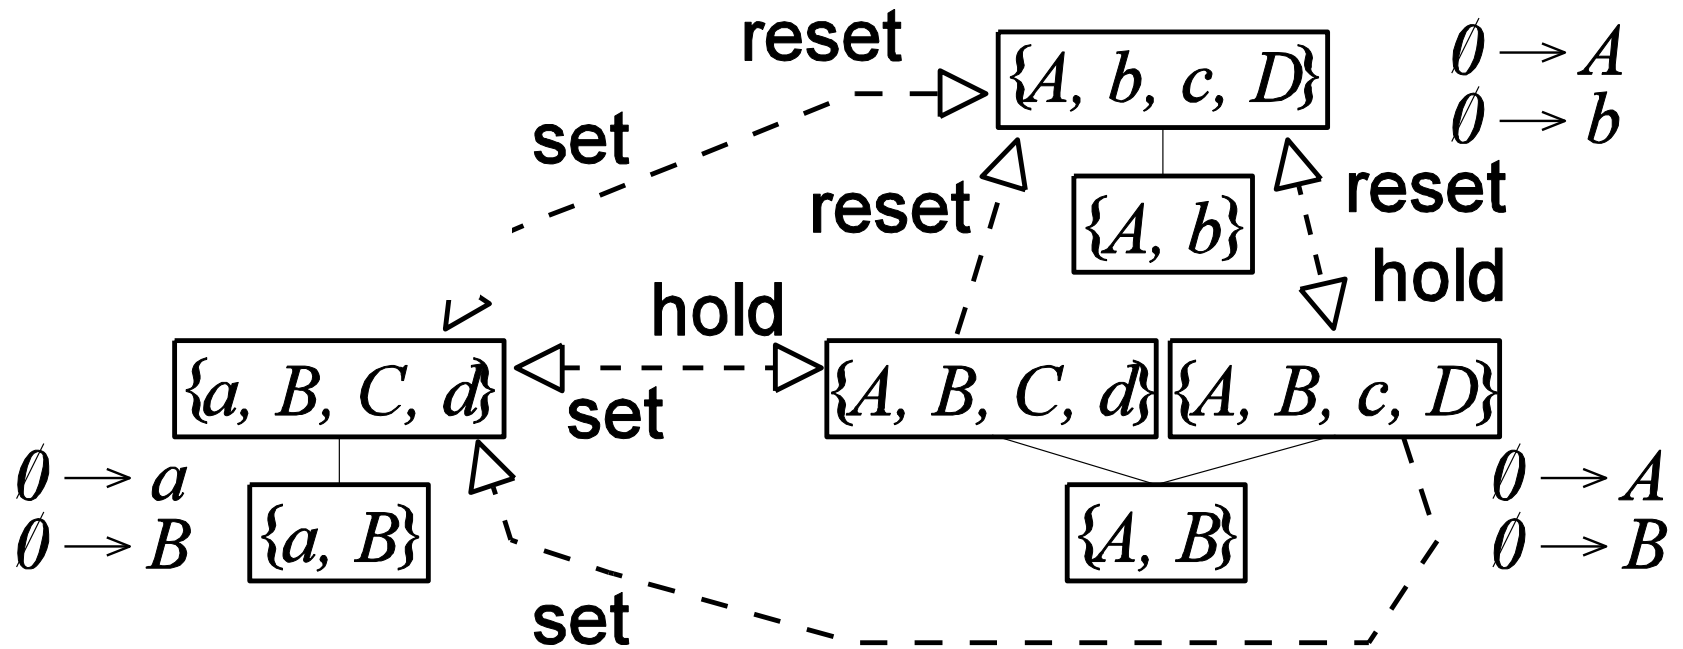 reset
{A, b, c, D}
∅ → A
∅ → b
set
reset
{A, b}
reset
hold
hold
{a, B, C, d}
set
{A, B, C, d}
{A, B, c, D}
∅ → a
∅ → B
{a, B}
{A, B}
∅ → A
∅ → B
set